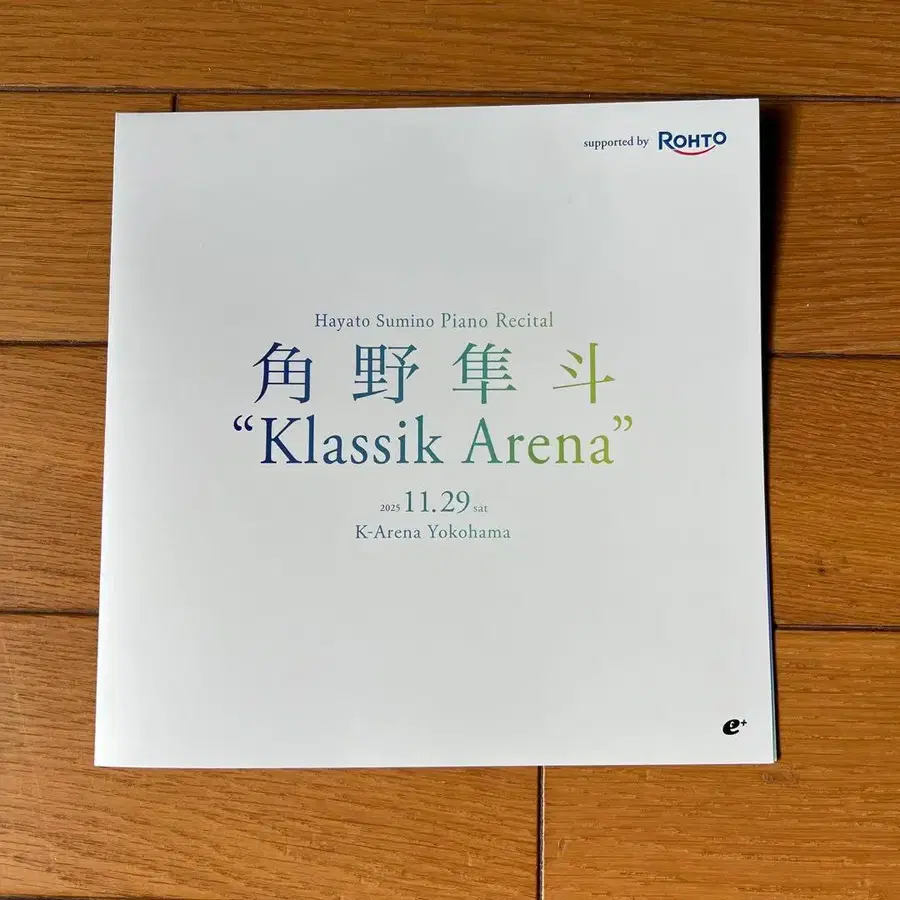 supported by ROHTO
Hayato Sumino Piano Recital
角野隼斗
“Klassik Arena”
2025 11.29 sat
K-Arena Yokohama
e+